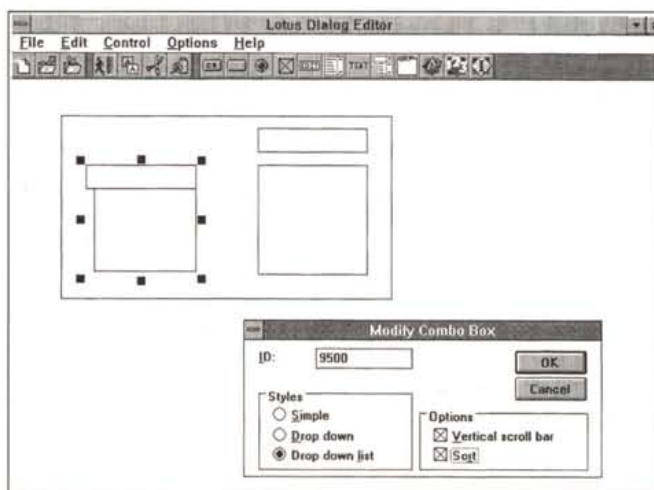 Lotus Dialog Editor
File Edit Control Options Help
TEXT
Modify Combo Box
ID: 9500
OK
Cancel
Styles
Simple
Drop down
Drop down list
Options
Vertical scroll bar
Sort